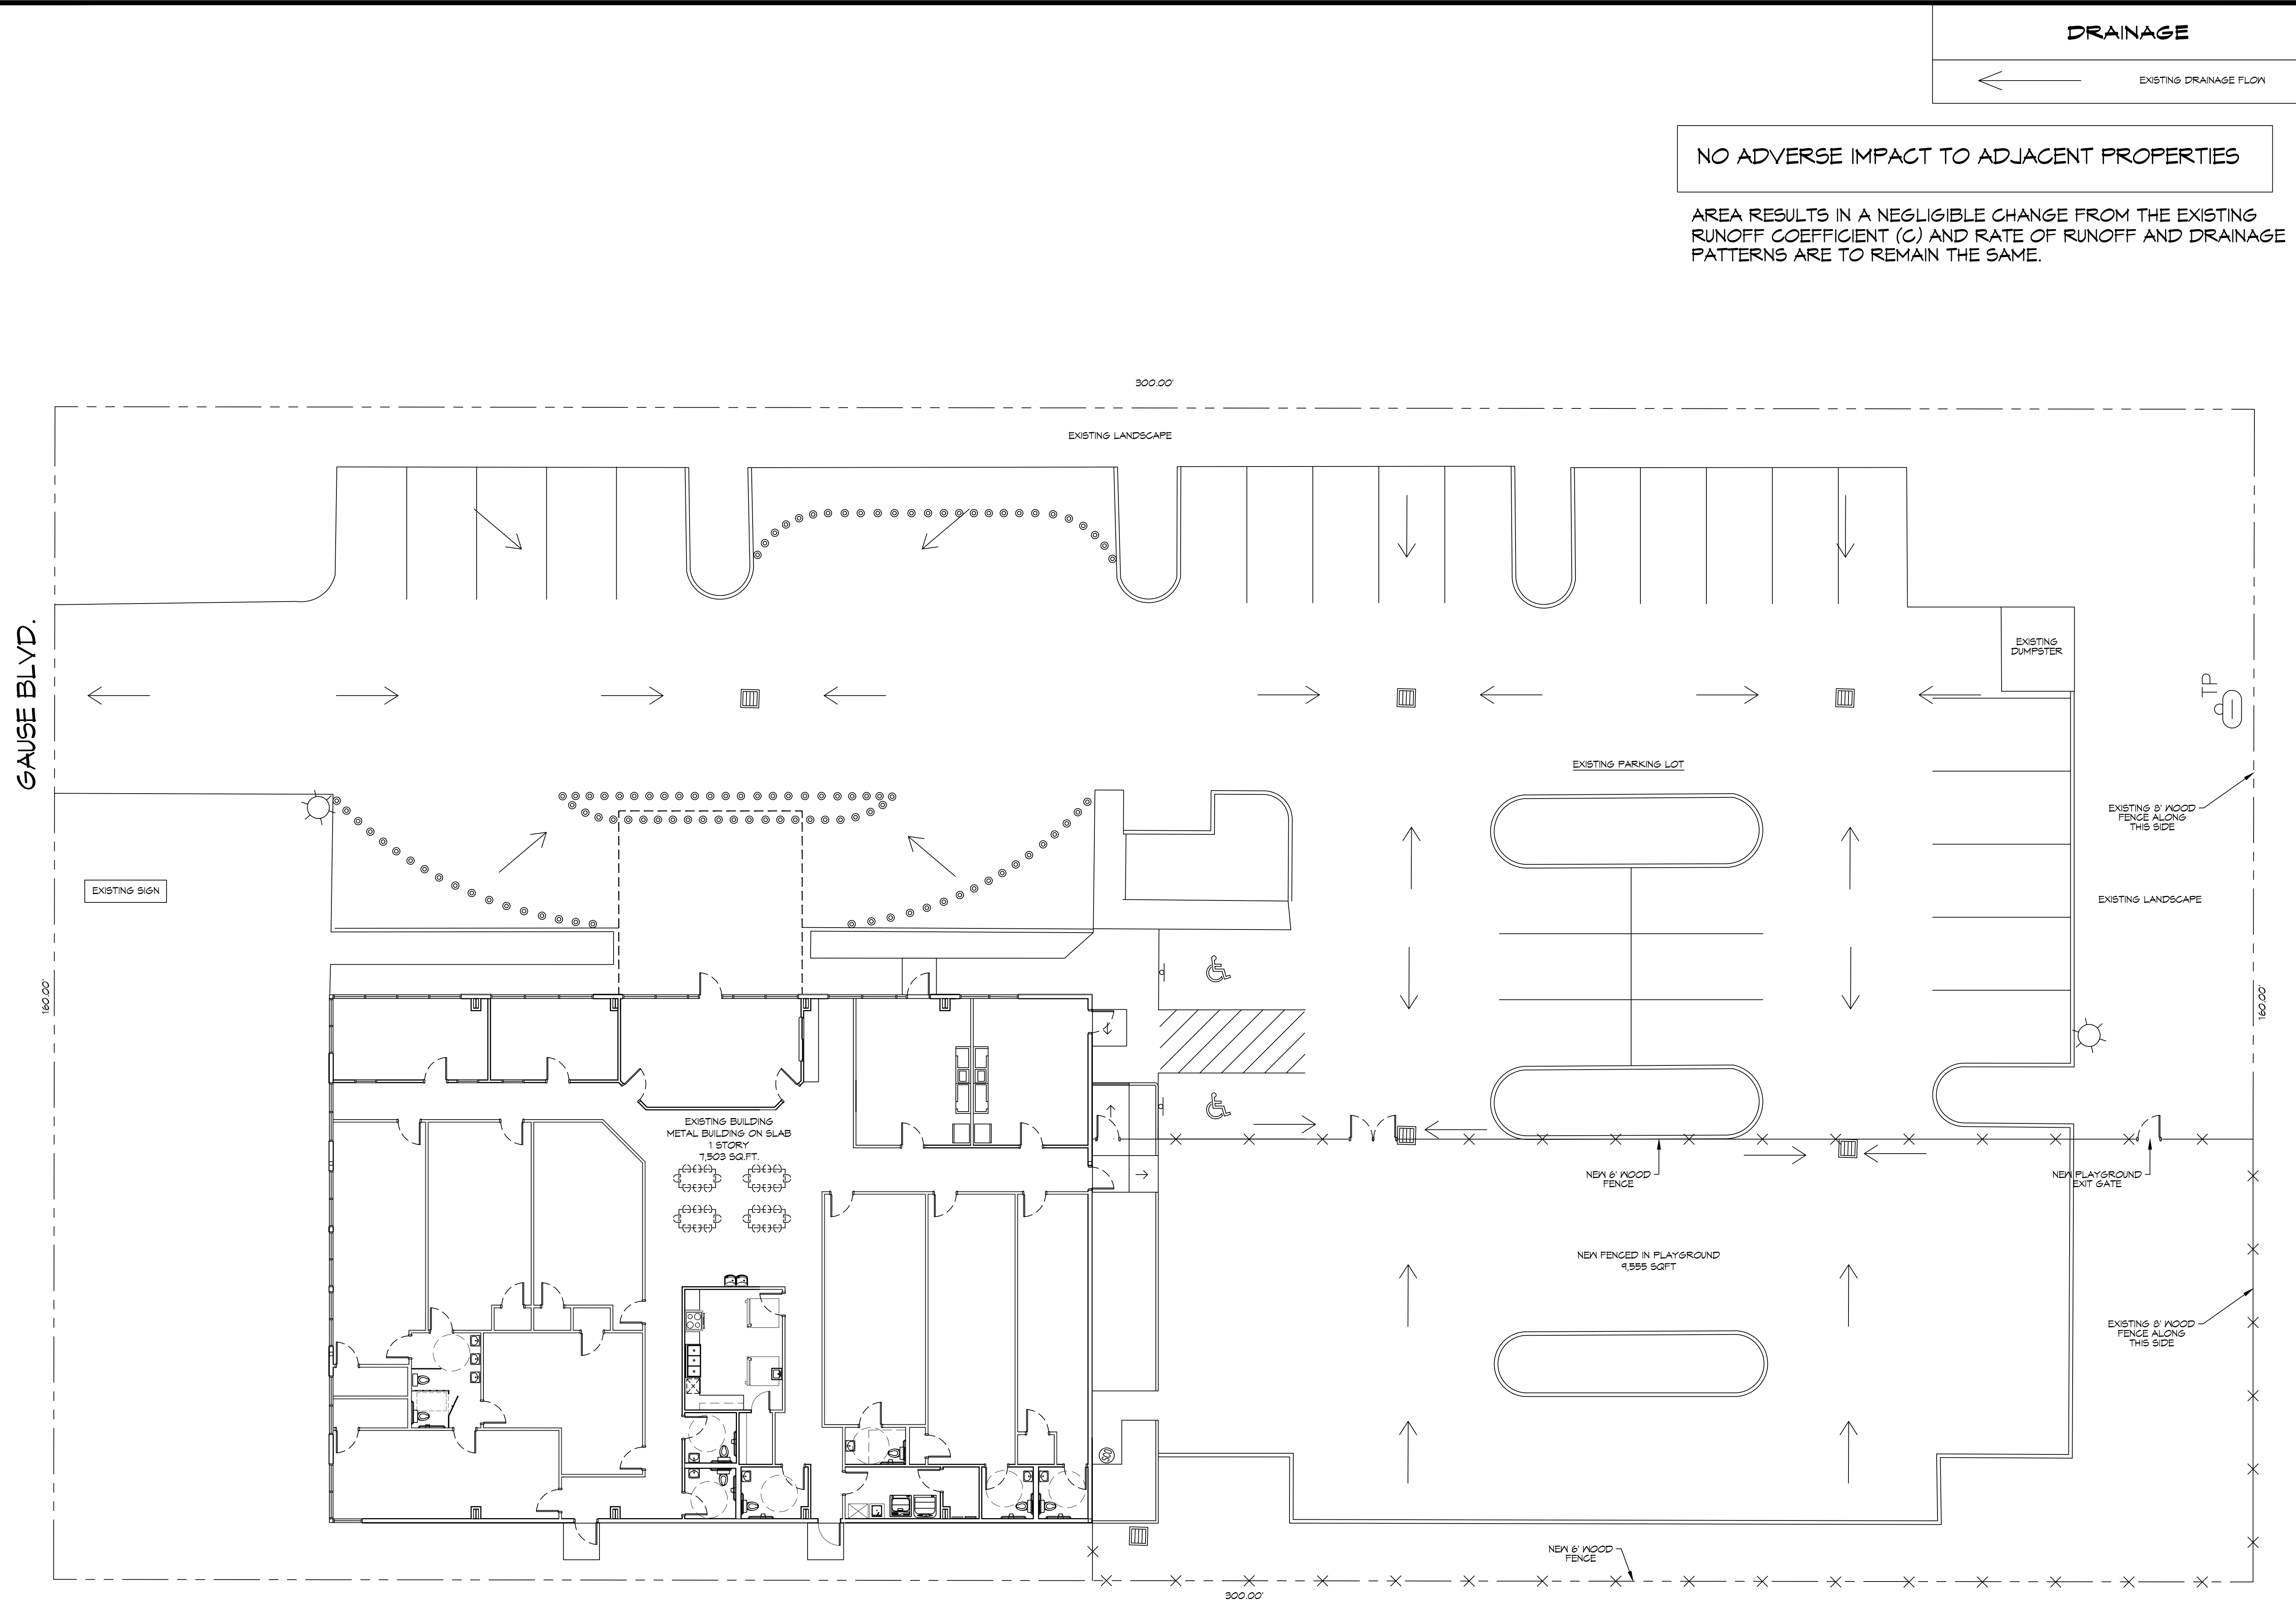 DRAINAGE
EXISTING DRAINAGE FLOW
NO ADVERSE IMPACT TO ADJACENT PROPERTIES
AREA RESULTS IN A NEGLIGIBLE CHANGE FROM THE EXISTING
RUNOFF COEFFICIENT (C) AND RATE OF RUNOFF AND DRAINAGE
PATTERNS ARE TO REMAIN THE SAME.
300.00'
EXISTING LANDSCAPE
GAUSE BLVD.
EXISTING
DUMPSTER
TP
EXISTING PARKING LOT
EXISTING 8' WOOD
FENCE ALONG
THIS SIDE
EXISTING SIGN
EXISTING LANDSCAPE
160.00'
160.00'
EXISTING BUILDING
METAL BUILDING ON SLAB
1 STORY
7,503 SQ.FT.
NEW 6' WOOD
FENCE
NEW PLAYGROUND
EXIT GATE
NEW FENCED IN PLAYGROUND
9,555 SQFT
EXISTING 8' WOOD
FENCE ALONG
THIS SIDE
NEW 6' WOOD
FENCE
300.00'